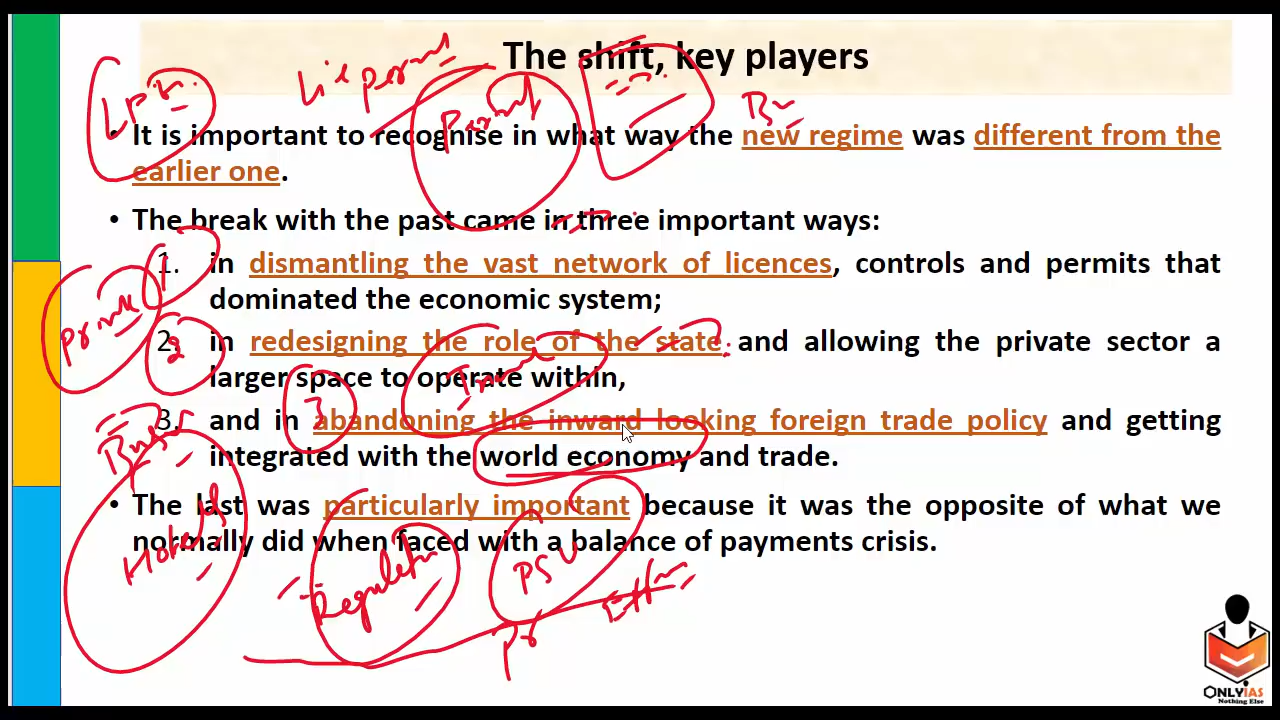 The shift, key players
• It is important to recognise in what way the new regime was different from the
earlier one.
• The break with the past came in three important ways:
1. in dismantling the vast network of licences, controls and permits that
dominated the economic system;
2. in redesigning the role of the state and allowing the private sector a
larger space to operate within,
3. and in abandoning the inward looking foreign trade policy and getting
integrated with the world economy and trade.
• The last was particularly important because it was the opposite of what we
normally did when faced with a balance of payments crisis.
1
2
3
Hotels
Regulator
PSU
ONLYIAS
Nothing Else